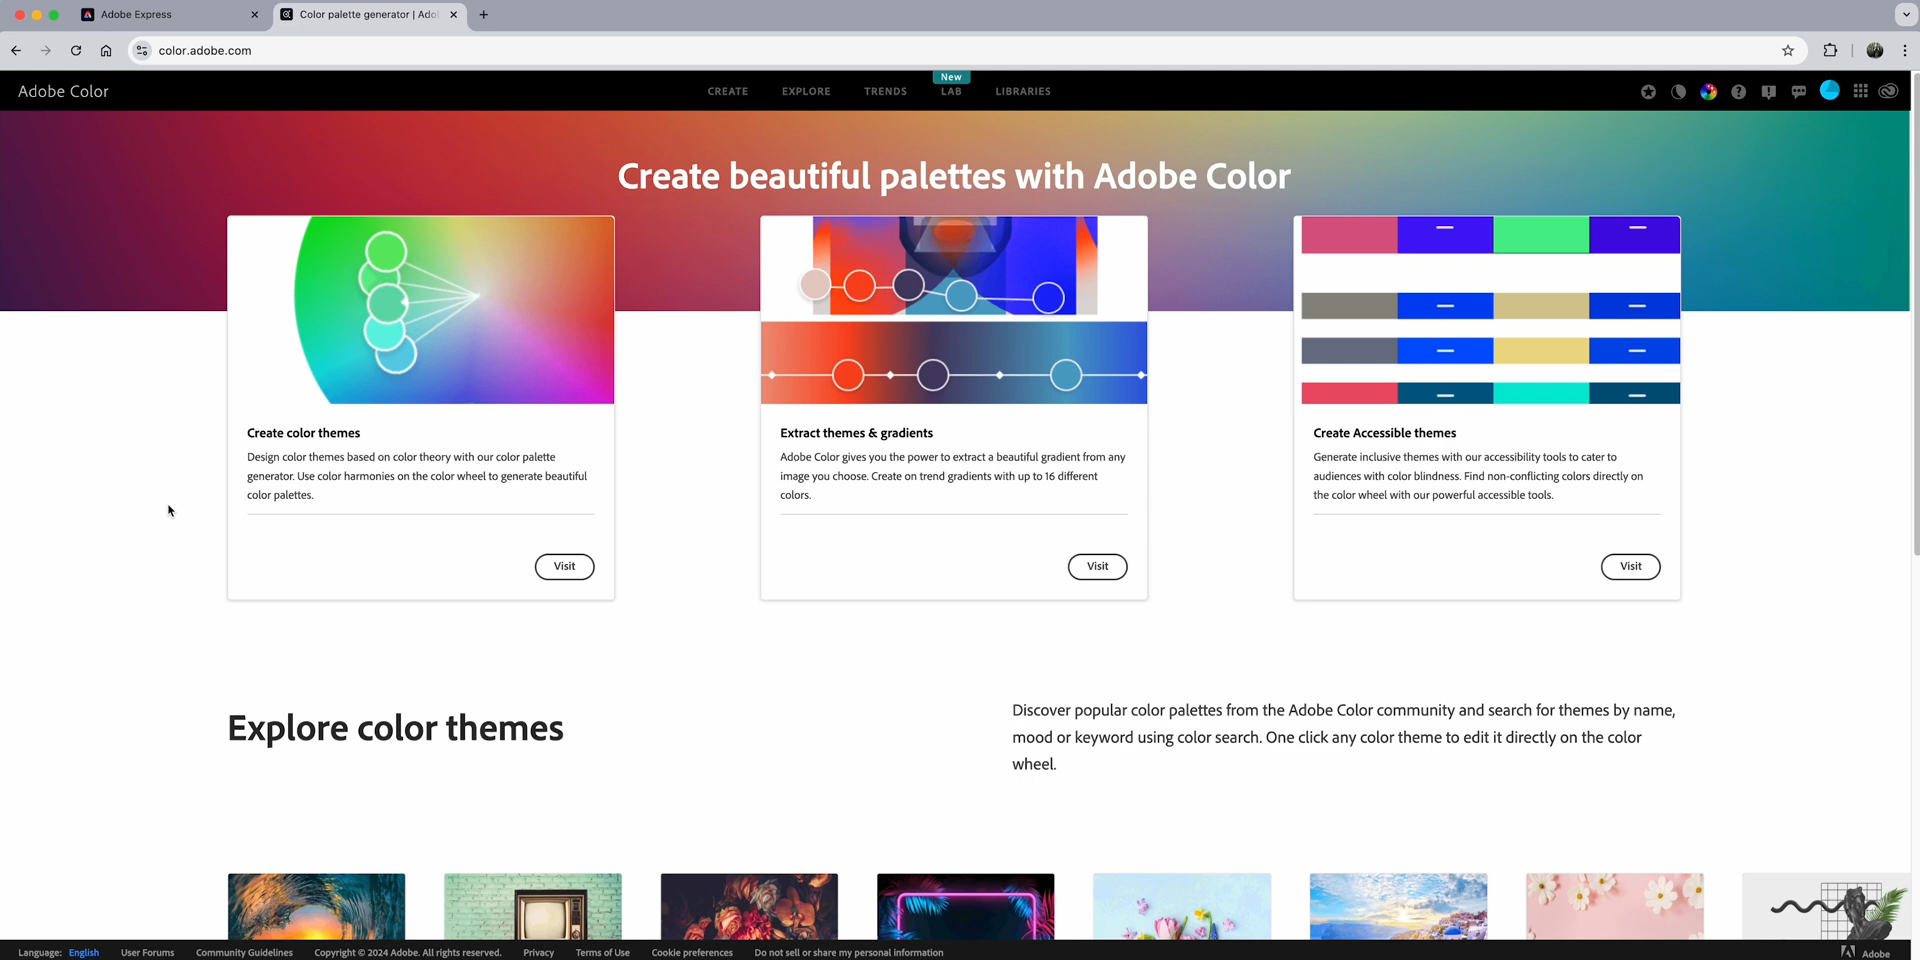 Adobe Express
Color palette generator | Ado
color.adobe.com
Adobe Color
CREATE
EXPLORE
TRENDS
New
LAB
LIBRARIES
Create beautiful palettes with Adobe Color
Create color themes
Design color themes based on color theory with our color palette
generator. Use color harmonies on the color wheel to generate beautiful
color palettes.
Visit
Extract themes & gradients
Adobe Color gives you the power to extract a beautiful gradient from any
image you choose. Create on trend gradients with up to 16 different
colors.
Visit
Create Accessible themes
Generate inclusive themes with our accessibility tools to cater to
audiences with color blindness. Find non-conflicting colors directly on
the color wheel with our powerful accessible tools.
Visit
Explore color themes
Discover popular color palettes from the Adobe Color community and search for themes by name,
mood or keyword using color search. One click any color theme to edit it directly on the color
wheel.
Language: English
User Forums
Community Guidelines
Copyright © 2024 Adobe. All rights reserved.
Privacy
Terms of Use
Cookie preferences
Do not sell or share my personal information
Adobe